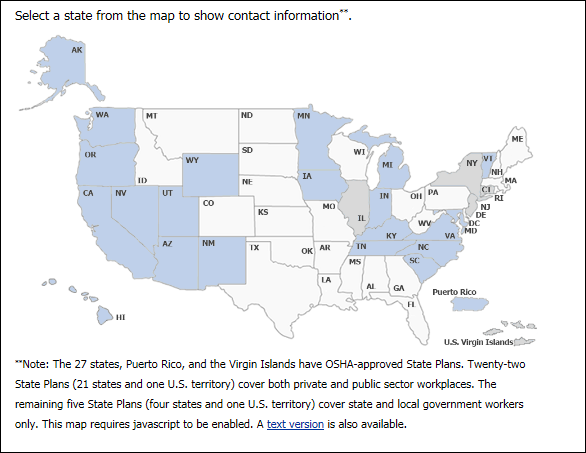 Select a state from the map to show contact information**.
AK
WA
MT
ND
MN
ME
OR
ID
WY
SD
WI
MI
NY
VT
NH
MA
CT
RI
CA
NV
UT
CO
NE
IA
IL
IN
OH
PA
NJ
DE
DC
MD
KS
MO
KY
WV
VA
AZ
NM
TX
OK
AR
TN
NC
SC
MS
AL
GA
LA
FL
HI
Puerto Rico
U.S. Virgin Islands
**Note: The 27 states, Puerto Rico, and the Virgin Islands have OSHA-approved State Plans. Twenty-two
State Plans (21 states and one U.S. territory) cover both private and public sector workplaces. The
remaining five State Plans (four states and one U.S. territory) cover state and local government workers
only. This map requires javascript to be enabled. A text version is also available.